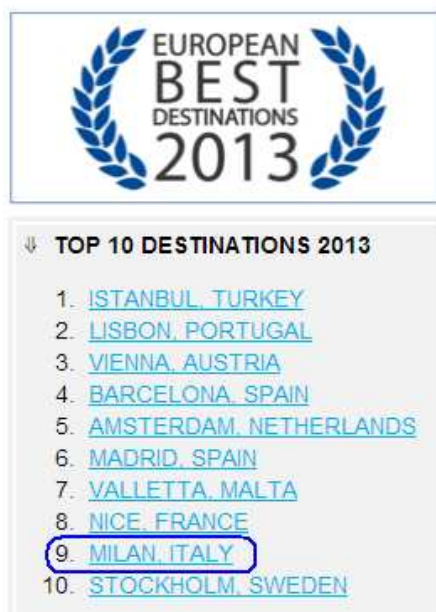 EUROPEAN
BEST
DESTINATIONS
2013
⇓ TOP 10 DESTINATIONS 2013
1. ISTANBUL, TURKEY
2. LISBON, PORTUGAL
3. VIENNA, AUSTRIA
4. BARCELONA, SPAIN
5. AMSTERDAM, NETHERLANDS
6. MADRID, SPAIN
7. VALLETTA, MALTA
8. NICE, FRANCE
9. MILAN, ITALY
10. STOCKHOLM, SWEDEN